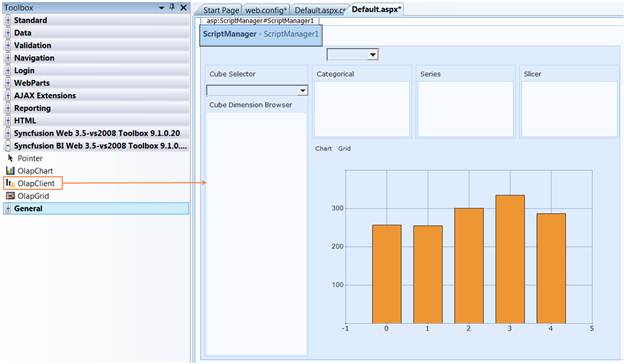 Toolbox
Standard
Data
Validation
Navigation
Login
WebParts
AJAX Extensions
Reporting
HTML
Syncfusion Web 3.5-vs2008 Toolbox 9.1.0.20
Syncfusion BI Web 3.5-vs2008 Toolbox 9.1.0....
Pointer
OlapChart
OlapClient
OlapGrid
General
Start Page web.config* Default.aspx.cs Default.aspx*
asp:ScriptManager#ScriptManager1
ScriptManager - ScriptManager1
Cube Selector
Categorical
Series
Slicer
Cube Dimension Browser
Chart Grid
300
200
100
-1 0 1 2 3 4 5